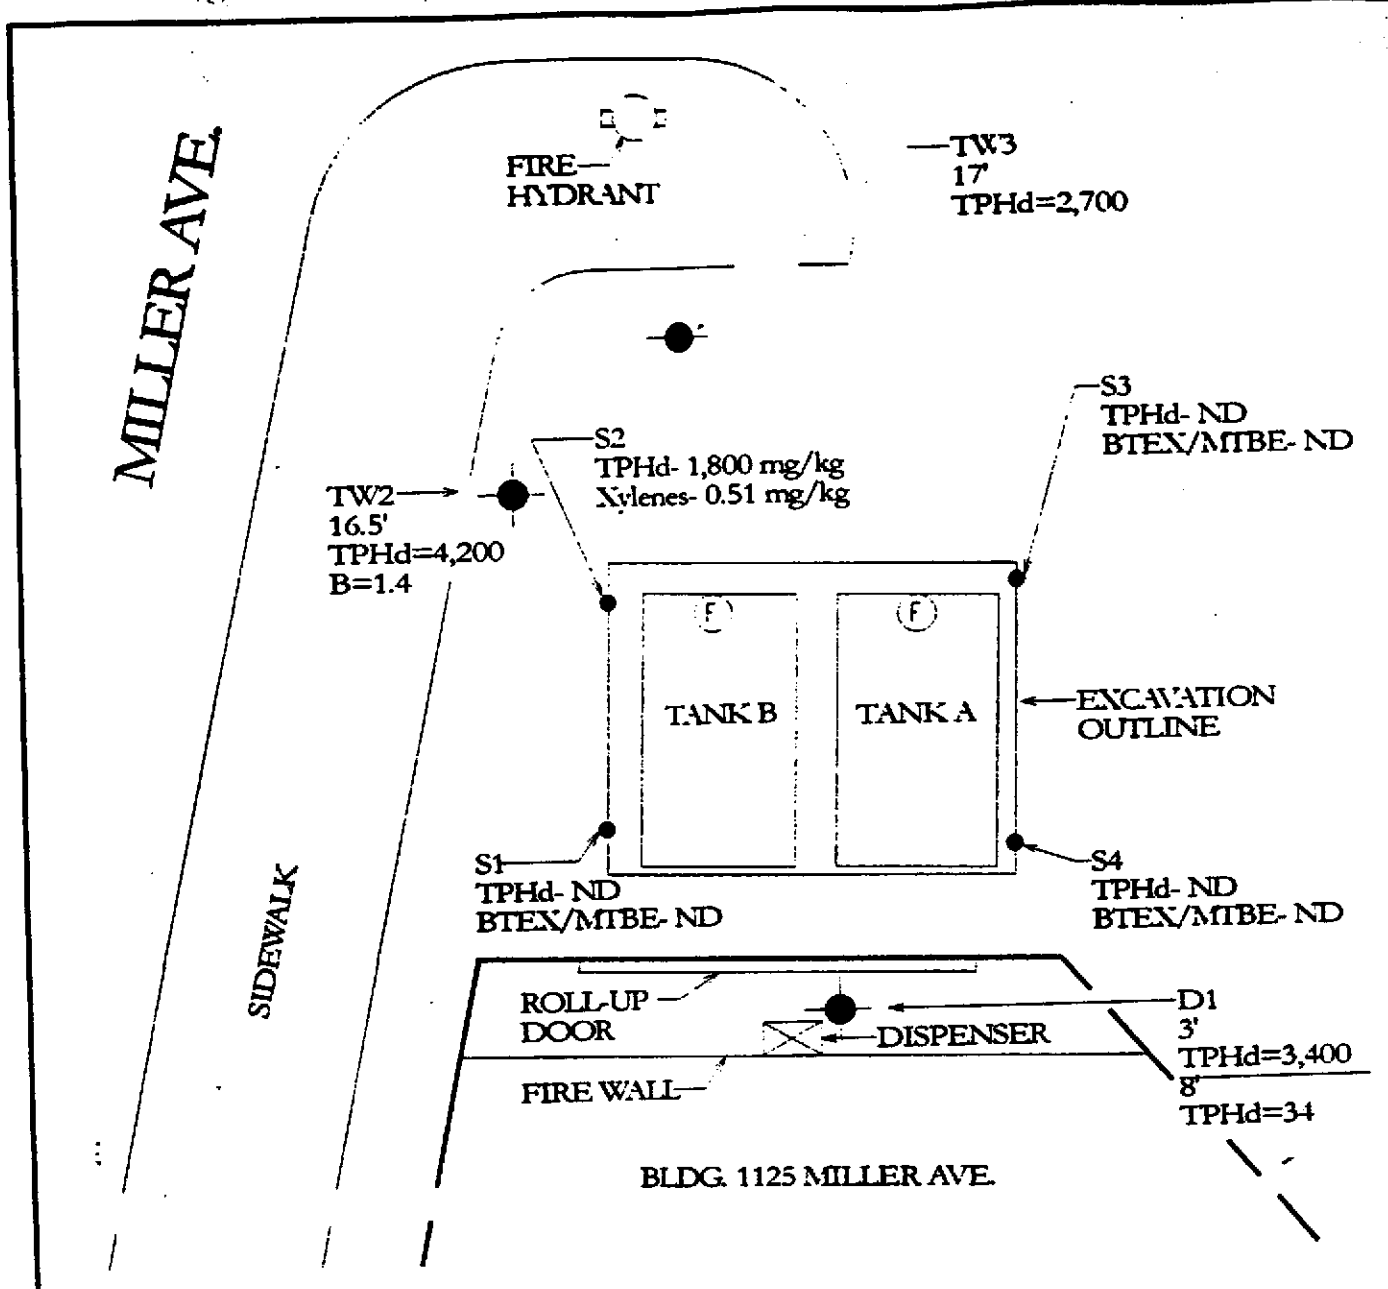 MILLER AVE.
FIRE
HYDRANT
TW3
17'
TPHd=2,700
S3
TPHd- ND
BTEX/MTBE- ND
S2
TPHd- 1,800 mg/kg
Xylenes- 0.51 mg/kg
TW2
16.5'
TPHd=4,200
B=1.4
F
F
TANK B
TANK A
EXCAVATION
OUTLINE
S1
TPHd- ND
BTEX/MTBE- ND
S4
TPHd- ND
BTEX/MTBE- ND
SIDEWALK
ROLL-UP
DOOR
DISPENSER
D1
3'
TPHd=3,400
8'
TPHd=34
FIRE WALL
BLDG. 1125 MILLER AVE.